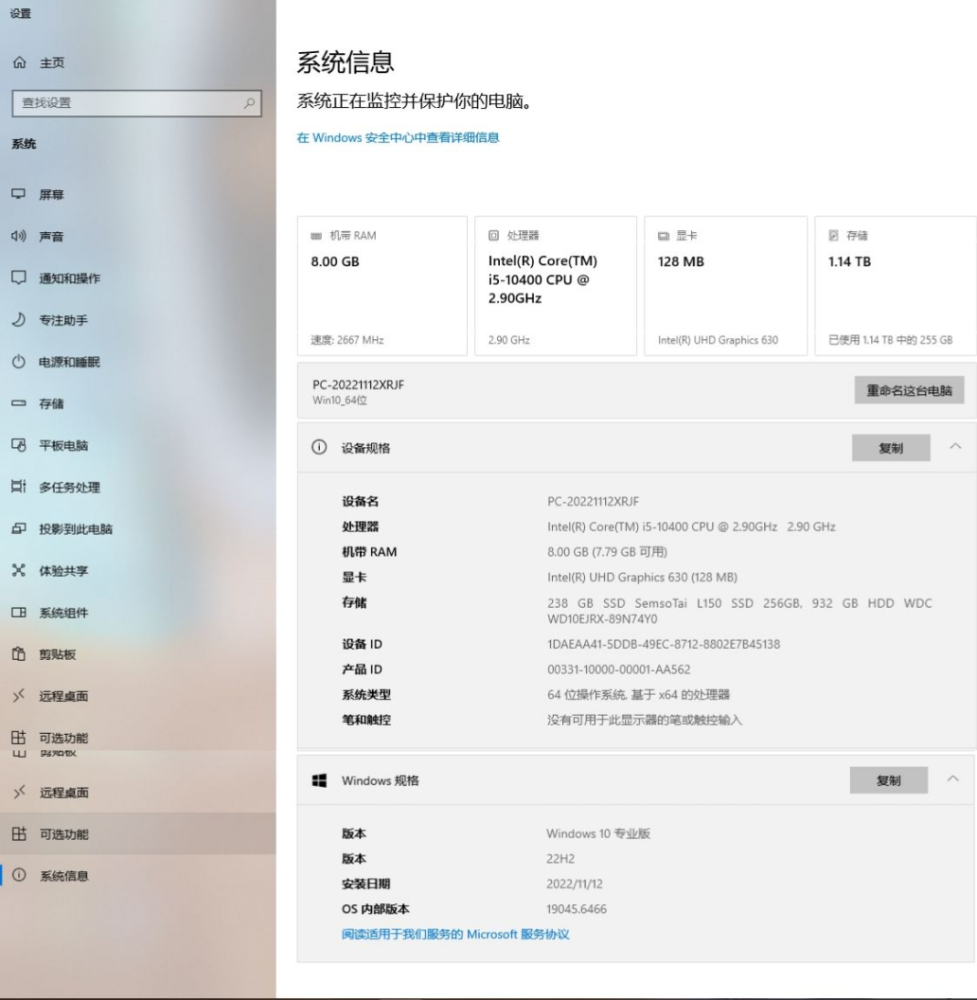 设置
主页
查找设置
系统
屏幕
声音
通知和操作
专注助手
电源和睡眠
存储
平板电脑
多任务处理
投影到此电脑
体验共享
系统组件
剪贴板
远程桌面
可选功能
剪贴板
远程桌面
可选功能
系统信息
系统信息
系统正在监控并保护你的电脑。
在 Windows 安全中心中查看详细信息
机带 RAM
8.00 GB
速度: 2667 MHz
处理器
Intel(R) Core(TM)
i5-10400 CPU @
2.90GHz
2.90 GHz
显卡
128 MB
Intel(R) UHD Graphics 630
存储
1.14 TB
已使用 1.14 TB 中的 255 GB
PC-20221112XRJF
Win10_64位
重命名这台电脑
设备规格
复制
设备名 PC-20221112XRJF
处理器 Intel(R) Core(TM) i5-10400 CPU @ 2.90GHz 2.90 GHz
机带 RAM 8.00 GB (7.79 GB 可用)
显卡 Intel(R) UHD Graphics 630 (128 MB)
存储 238 GB SSD SemsoTai L150 SSD 256GB, 932 GB HDD WDC
WD10EJRX-89N74Y0
设备 ID 1DAEAA41-5DDB-49EC-8712-8802E7B45138
产品 ID 00331-10000-00001-AA562
系统类型 64 位操作系统, 基于 x64 的处理器
笔和触控 没有可用于此显示器的笔或触控输入
Windows 规格
复制
版本 Windows 10 专业版
版本 22H2
安装日期 2022/11/12
OS 内部版本 19045.6466
阅读适用于我们服务的 Microsoft 服务协议